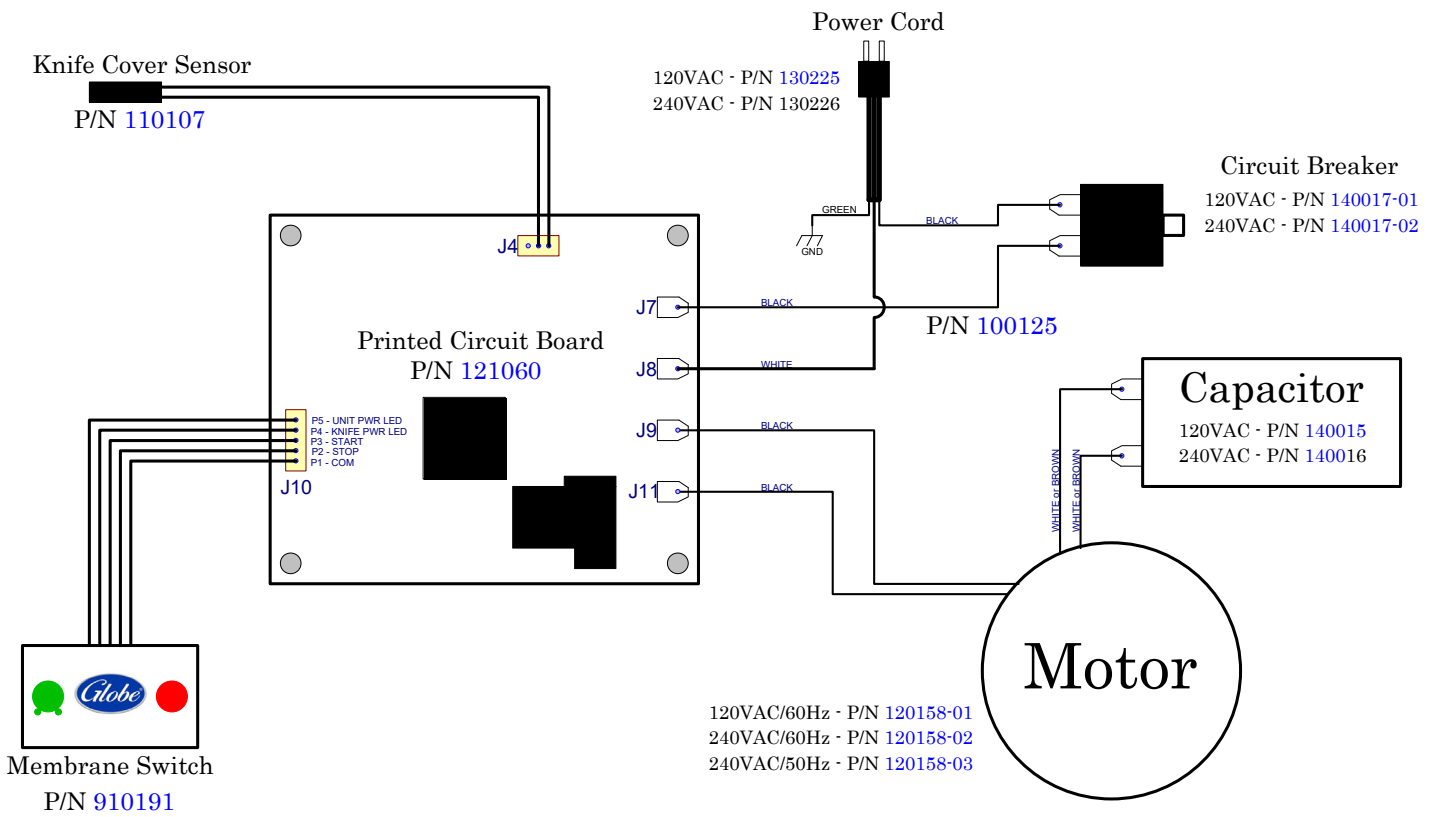 Power Cord
120VAC - P/N 130225
240VAC - P/N 130226
Knife Cover Sensor
P/N 110107
Circuit Breaker
120VAC - P/N 140017-01
240VAC - P/N 140017-02
GREEN
BLACK
GND
J4
J7
BLACK
P/N 100125
Printed Circuit Board
P/N 121060
J8
WHITE
Capacitor
120VAC - P/N 140015
240VAC - P/N 140016
P5 - UNIT PWR LED
P4 - KNIFE PWR LED
P3 - START
P2 - STOP
P1 - COM
J10
J9
BLACK
J11
BLACK
WHITE or BROWN
WHITE or BROWN
Motor
120VAC/60Hz - P/N 120158-01
240VAC/60Hz - P/N 120158-02
240VAC/50Hz - P/N 120158-03
Globe
Membrane Switch
P/N 910191